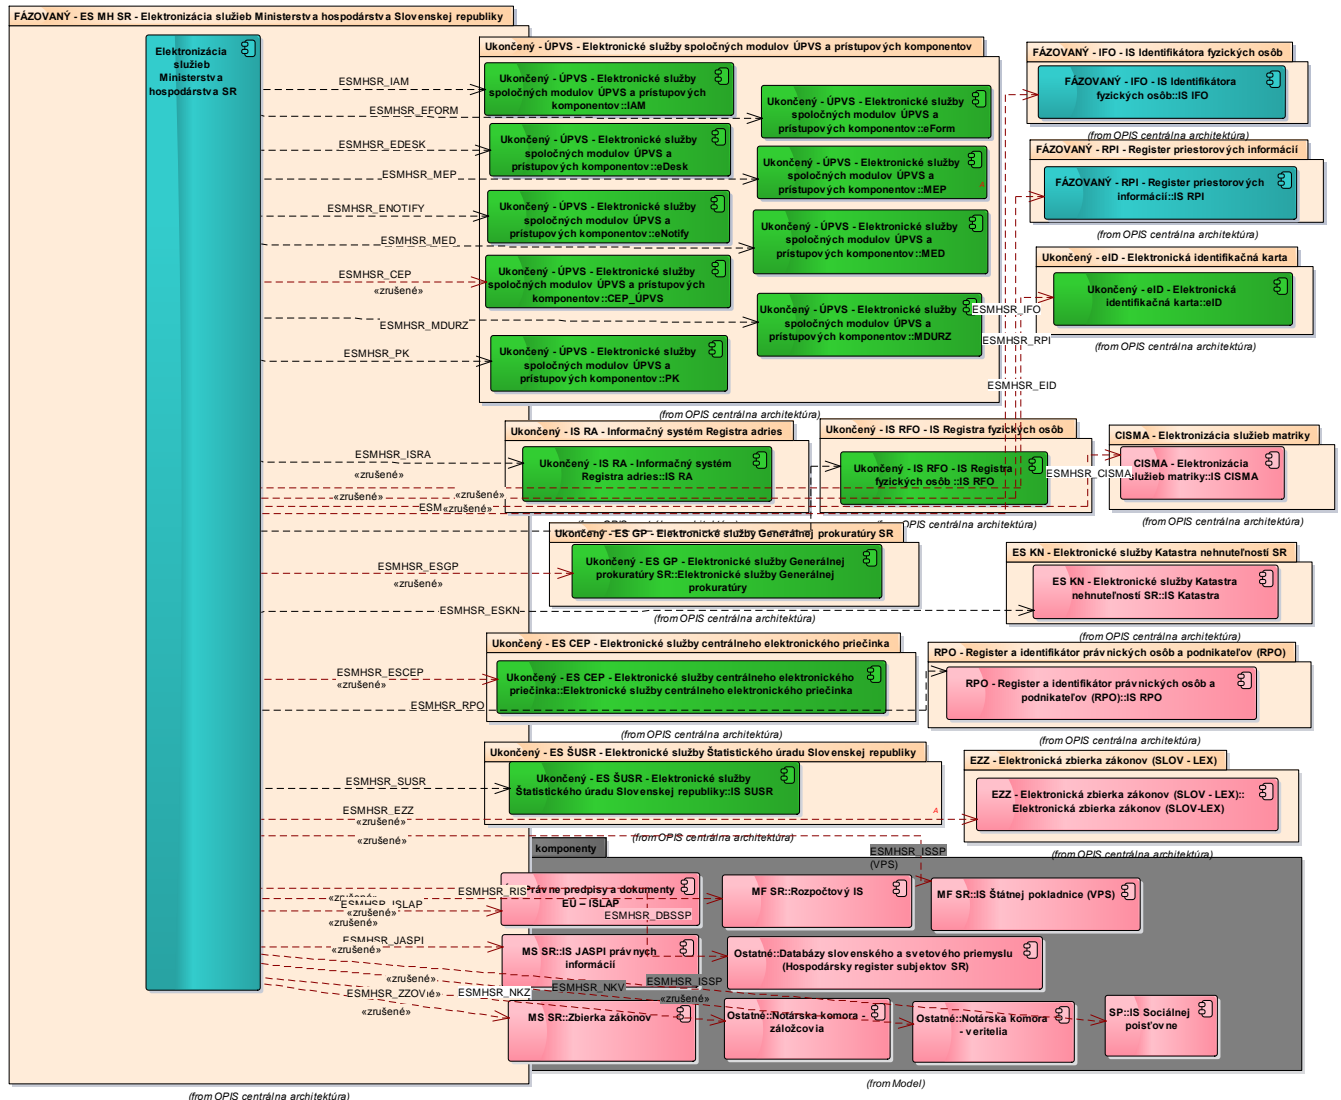 FÁZOVANÝ - ES MH SR - Elektronizácia služieb Ministerstva hospodárstva Slovenskej republiky
Elektronizácia
služieb
Ministerstva
hospodárstva SR
ESMHSR_IAM
ESMHSR_EFORM
ESMHSR_EDESK
ESMHSR_MEP
ESMHSR_ENOTIFY
ESMHSR_MED
ESMHSR_CEP
«zrušené»
ESMHSR_MDURZ
ESMHSR_PK
Ukončený - ÚPVS - Elektronické služby spoločných modulov ÚPVS a prístupových komponentov
Ukončený - ÚPVS - Elektronické služby
spoločných modulov ÚPVS a prístupových
komponentov::IAM
Ukončený - ÚPVS - Elektronické služby
spoločných modulov ÚPVS a
prístupových komponentov::eForm
Ukončený - ÚPVS - Elektronické služby
spoločných modulov ÚPVS a
prístupových komponentov::eDesk
Ukončený - ÚPVS - Elektronické služby
spoločných modulov ÚPVS a
prístupových komponentov::MEP
A
Ukončený - ÚPVS - Elektronické služby
spoločných modulov ÚPVS a
prístupových komponentov::eNotify
Ukončený - ÚPVS - Elektronické služby
spoločných modulov ÚPVS a
prístupových komponentov::MED
Ukončený - ÚPVS - Elektronické služby
spoločných modulov ÚPVS a prístupových
komponentov::CEP_ÚPVS
Ukončený - ÚPVS - Elektronické služby
spoločných modulov ÚPVS a
prístupových komponentov::MDURZ
Ukončený - ÚPVS - Elektronické služby
spoločných modulov ÚPVS a
prístupových komponentov::PK
(from OPIS centrálna architektúra)
FÁZOVANÝ - IFO - IS Identifikátora fyzických osôb
FÁZOVANÝ - IFO - IS Identifikátora
fyzických osôb::IS IFO
(from OPIS centrálna architektúra)
FÁZOVANÝ - RPI - Register priestorových informácií
FÁZOVANÝ - RPI - Register priestorových
informácií::IS RPI
(from OPIS centrálna architektúra)
Ukončený - eID - Elektronická identifikačná karta
Ukončený - eID - Elektronická
identifikačná karta::eID
(from OPIS centrálna architektúra)
ESMHSR_IFO
ESMHSR_RPI
ESMHSR_EID
ESMHSR_ISRA
«zrušené»
«zrušené»
«zrušené»
ESM
«zrušené»
Ukončený - IS RA - Informačný systém Registra adries
Ukončený - IS RA - Informačný systém
Registra adries::IS RA
Ukončený - IS RFO - IS Registra fyzických osôb
Ukončený - IS RFO - IS Registra
fyzických osôb ::IS RFO
(from OPIS centrálna architektúra)
ESMHSR_CISMA
CISMA - Elektronizácia služieb matriky
CISMA - Elektronizácia
služieb matriky::IS CISMA
(from OPIS centrálna architektúra)
ESMHSR_ESGP
«zrušené»
Ukončený - ES GP - Elektronické služby Generálnej prokuratúry SR
Ukončený - ES GP - Elektronické služby Generálnej
prokuratúry SR::Elektronické služby Generálnej
prokuratúry
(from OPIS centrálna architektúra)
ESMHSR_ESKN
ES KN - Elektronické služby Katastra nehnuteľností SR
ES KN - Elektronické služby Katastra
nehnuteľností SR::IS Katastra
(from OPIS centrálna architektúra)
ESMHSR_ESCEP
«zrušené»
ESMHSR_RPO
Ukončený - ES CEP - Elektronické služby centrálneho elektronického priečinka
Ukončený - ES CEP - Elektronické služby centrálneho elektronického
priečinka::Elektronické služby centrálneho elektronického priečinka
(from OPIS centrálna architektúra)
RPO - Register a identifikátor právnických osôb a podnikateľov (RPO)
RPO - Register a identifikátor právnických osôb a
podnikateľov (RPO)::IS RPO
(from OPIS centrálna architektúra)
ESMHSR_SUSR
ESMHSR_EZZ
«zrušené»
«zrušené»
Ukončený - ES ŠUSR - Elektronické služby Štatistického úradu Slovenskej republiky
Ukončený - ES ŠUSR - Elektronické služby
Štatistického úradu Slovenskej republiky::IS SUSR
A
(from OPIS centrálna architektúra)
EZZ - Elektronická zbierka zákonov (SLOV - LEX)
EZZ - Elektronická zbierka zákonov (SLOV - LEX)::
Elektronická zbierka zákonov (SLOV-LEX)
(from OPIS centrálna architektúra)
komponenty
ESMHSR_ISSP
(VPS)
ESMHSR_RIS
ESMHSR_ISLAP
«zrušené»
«zrušené»
Právne predpisy a dokumenty
EÚ – ISLAP
MF SR::Rozpočtový IS
MF SR::IS Štátnej pokladnice (VPS)
ESMHSR_DBSSP
ESMHSR_JASPI
«zrušené»
MS SR::IS JASPI právnych
informácií
Ostatné::Databázy slovenského a svetového priemyslu
(Hospodársky register subjektov SR)
«zrušené»
ESMHSR_ZZOV
ESMHSR_NKZ
ESMHSR_NKV
ESMHSR_ISSP
«zrušené»
«zrušené»
MS SR::Zbierka zákonov
Ostatné::Notárska komora -
záložcovia
Ostatné::Notárska komora
- veritelia
SP::IS Sociálnej
poisťovne
(from Model)
(from OPIS centrálna architektúra)